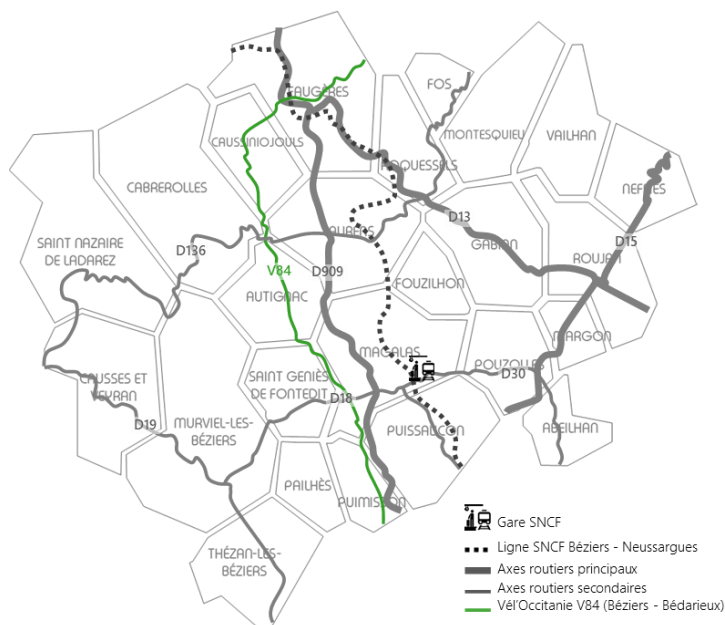 FOS
FAUGÈRES
MONTESQUIEU
VAILHAN
CAUSSINIOJOULS
ROQUESSELS
CABREROLLES
NEFFIÈS
D13
LAURENS
GABIAN
D15
SAINT NAZAIRE
DE LADAREZ
D136
V84
D909
ROUJAN
FOUZILHON
AUTIGNAC
MARGON
MAGALAS
POUZOLLES
D30
SAINT GENIÈS
DE FONTEDIT
CAUSSES ET
VEYRAN
D18
D19
MURVIEL-LES-
BÉZIERS
PUISSALICON
ABEILHAN
PAILHÈS
PUIMISSON
THÉZAN-LES-
BÉZIERS
Gare SNCF
Ligne SNCF Béziers - Neussargues
Axes routiers principaux
Axes routiers secondaires
Vél'Occitanie V84 (Béziers - Bédarieux)